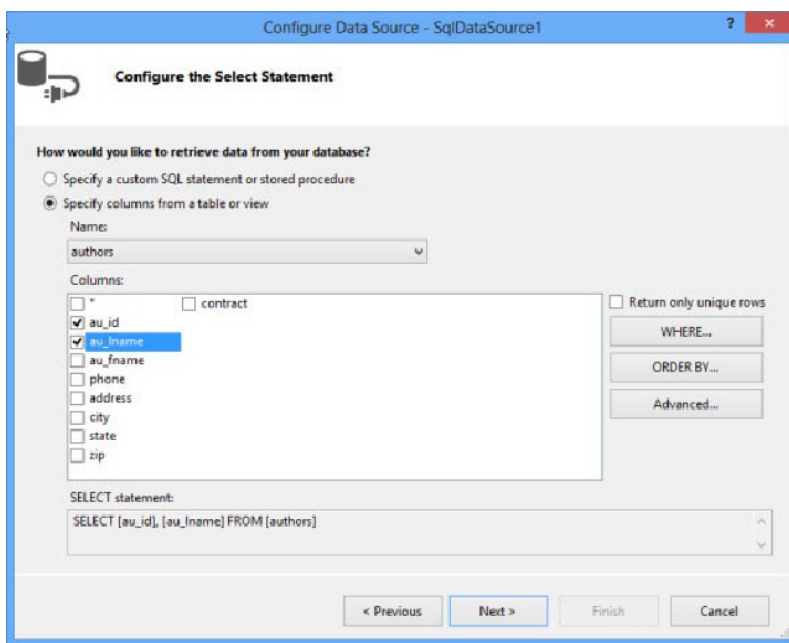 Configure Data Source - SqlDataSource1
?
Configure the Select Statement
How would you like to retrieve data from your database?
Specify a custom SQL statement or stored procedure
Specify columns from a table or view
Name:
authors
Columns:
* contract
au_id
au_lname
au_fname
phone
address
city
state
zip
Return only unique rows
WHERE...
ORDER BY...
Advanced...
SELECT statement:
SELECT [au_id], [au_lname] FROM [authors]
< Previous Next > Finish Cancel